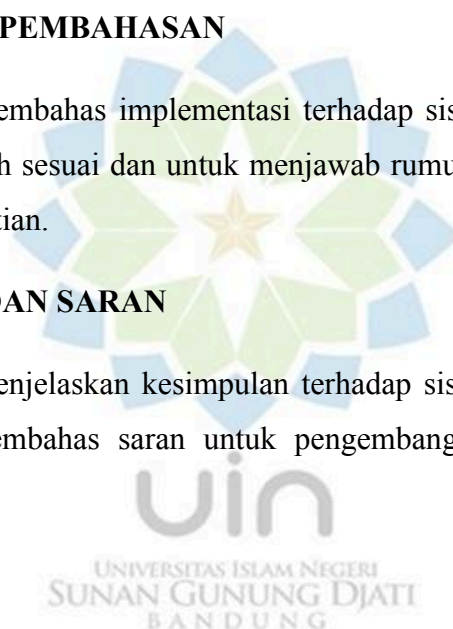 PEMBAHASAN
embahas implementasi terhadap sis
h sesuai dan untuk menjawab rumu
tian.
DAN SARAN
enjelaskan kesimpulan terhadap sis
embahas saran untuk pengembang
uin
UNIVERSITAS ISLAM NEGERI
SUNAN GUNUNG DJATI
BANDUNG